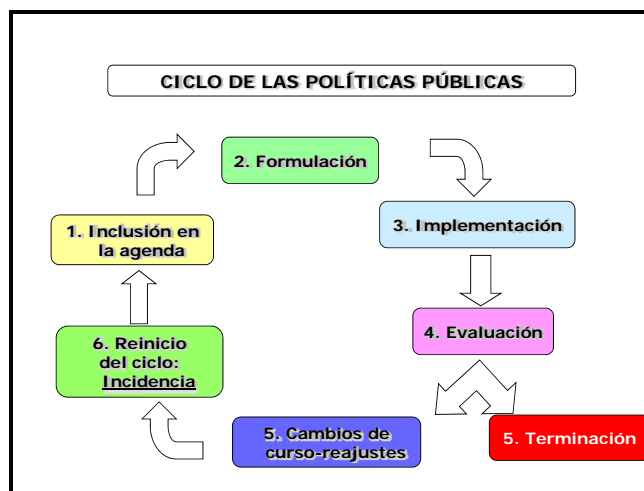 CICLO DE LAS POLÍTICAS PÚBLICAS
2. Formulación
1. Inclusión en
la agenda
3. Implementación
4. Evaluación
6. Reinicio
del ciclo:
Incidencia
5. Cambios de
curso-reajustes
5. Terminación